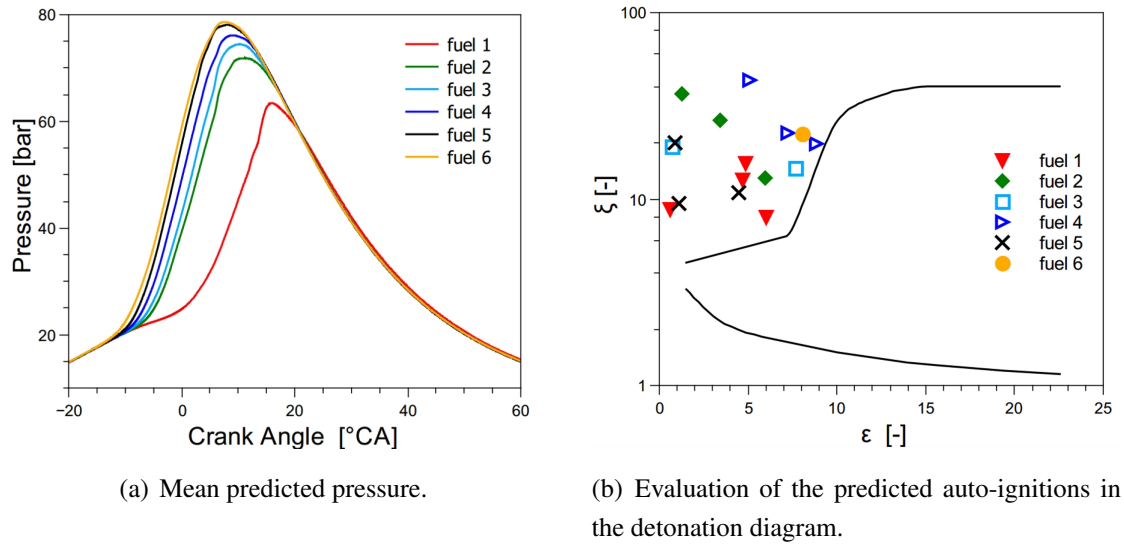 80
60
40
20
Pressure [bar]
−20
0
20
40
60
Crank Angle [°CA]
fuel 1
fuel 2
fuel 3
fuel 4
fuel 5
fuel 6
(a) Mean predicted pressure.
100
10
1
ξ [-]
0
5
10
15
20
25
ε [-]
fuel 1
fuel 2
fuel 3
fuel 4
fuel 5
fuel 6
(b) Evaluation of the predicted auto-ignitions in
the detonation diagram.